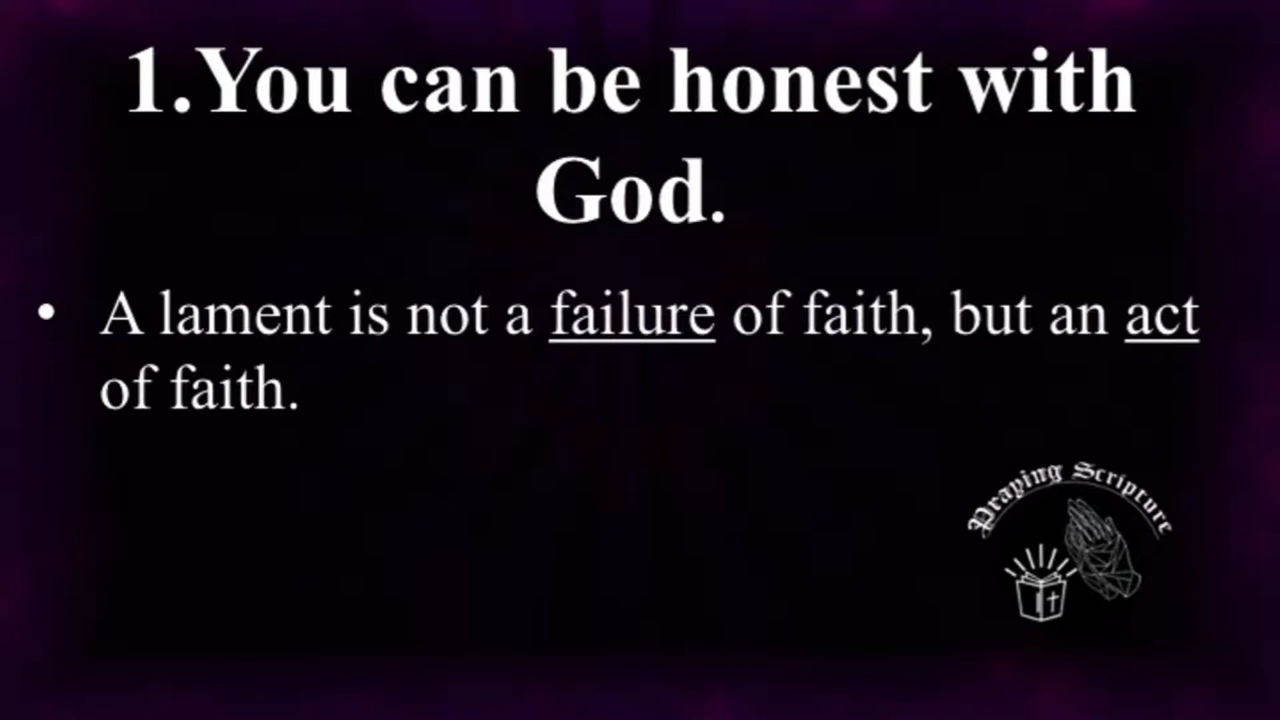 1.You can be honest with
God.
• A lament is not a failure of faith, but an act
of faith.
Praying Scripture